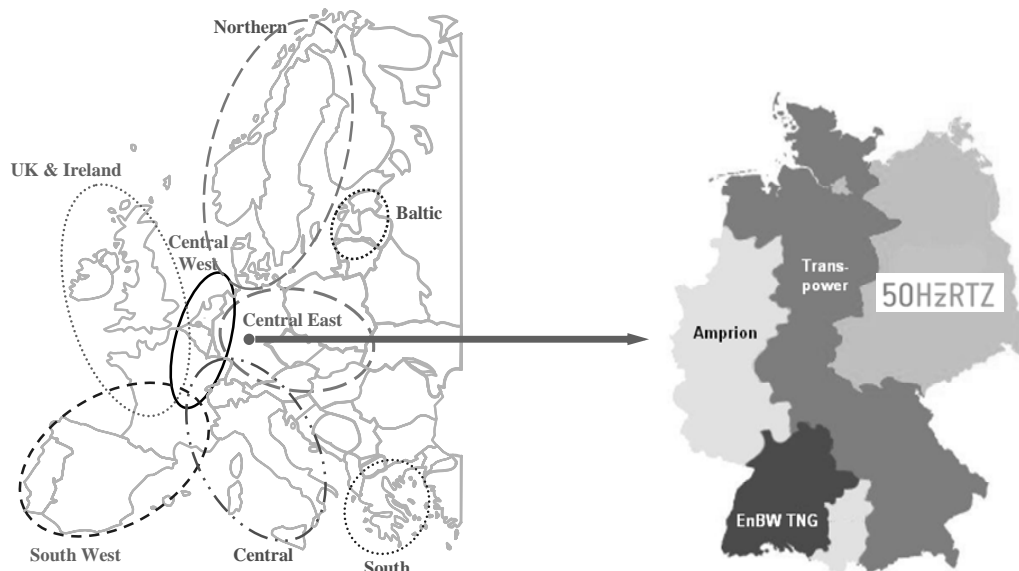 Northern
UK & Ireland
Baltic
Central
West
Central East
South West
Central
South
Trans-
power
50HERTZ
Amprion
EnBW TNG